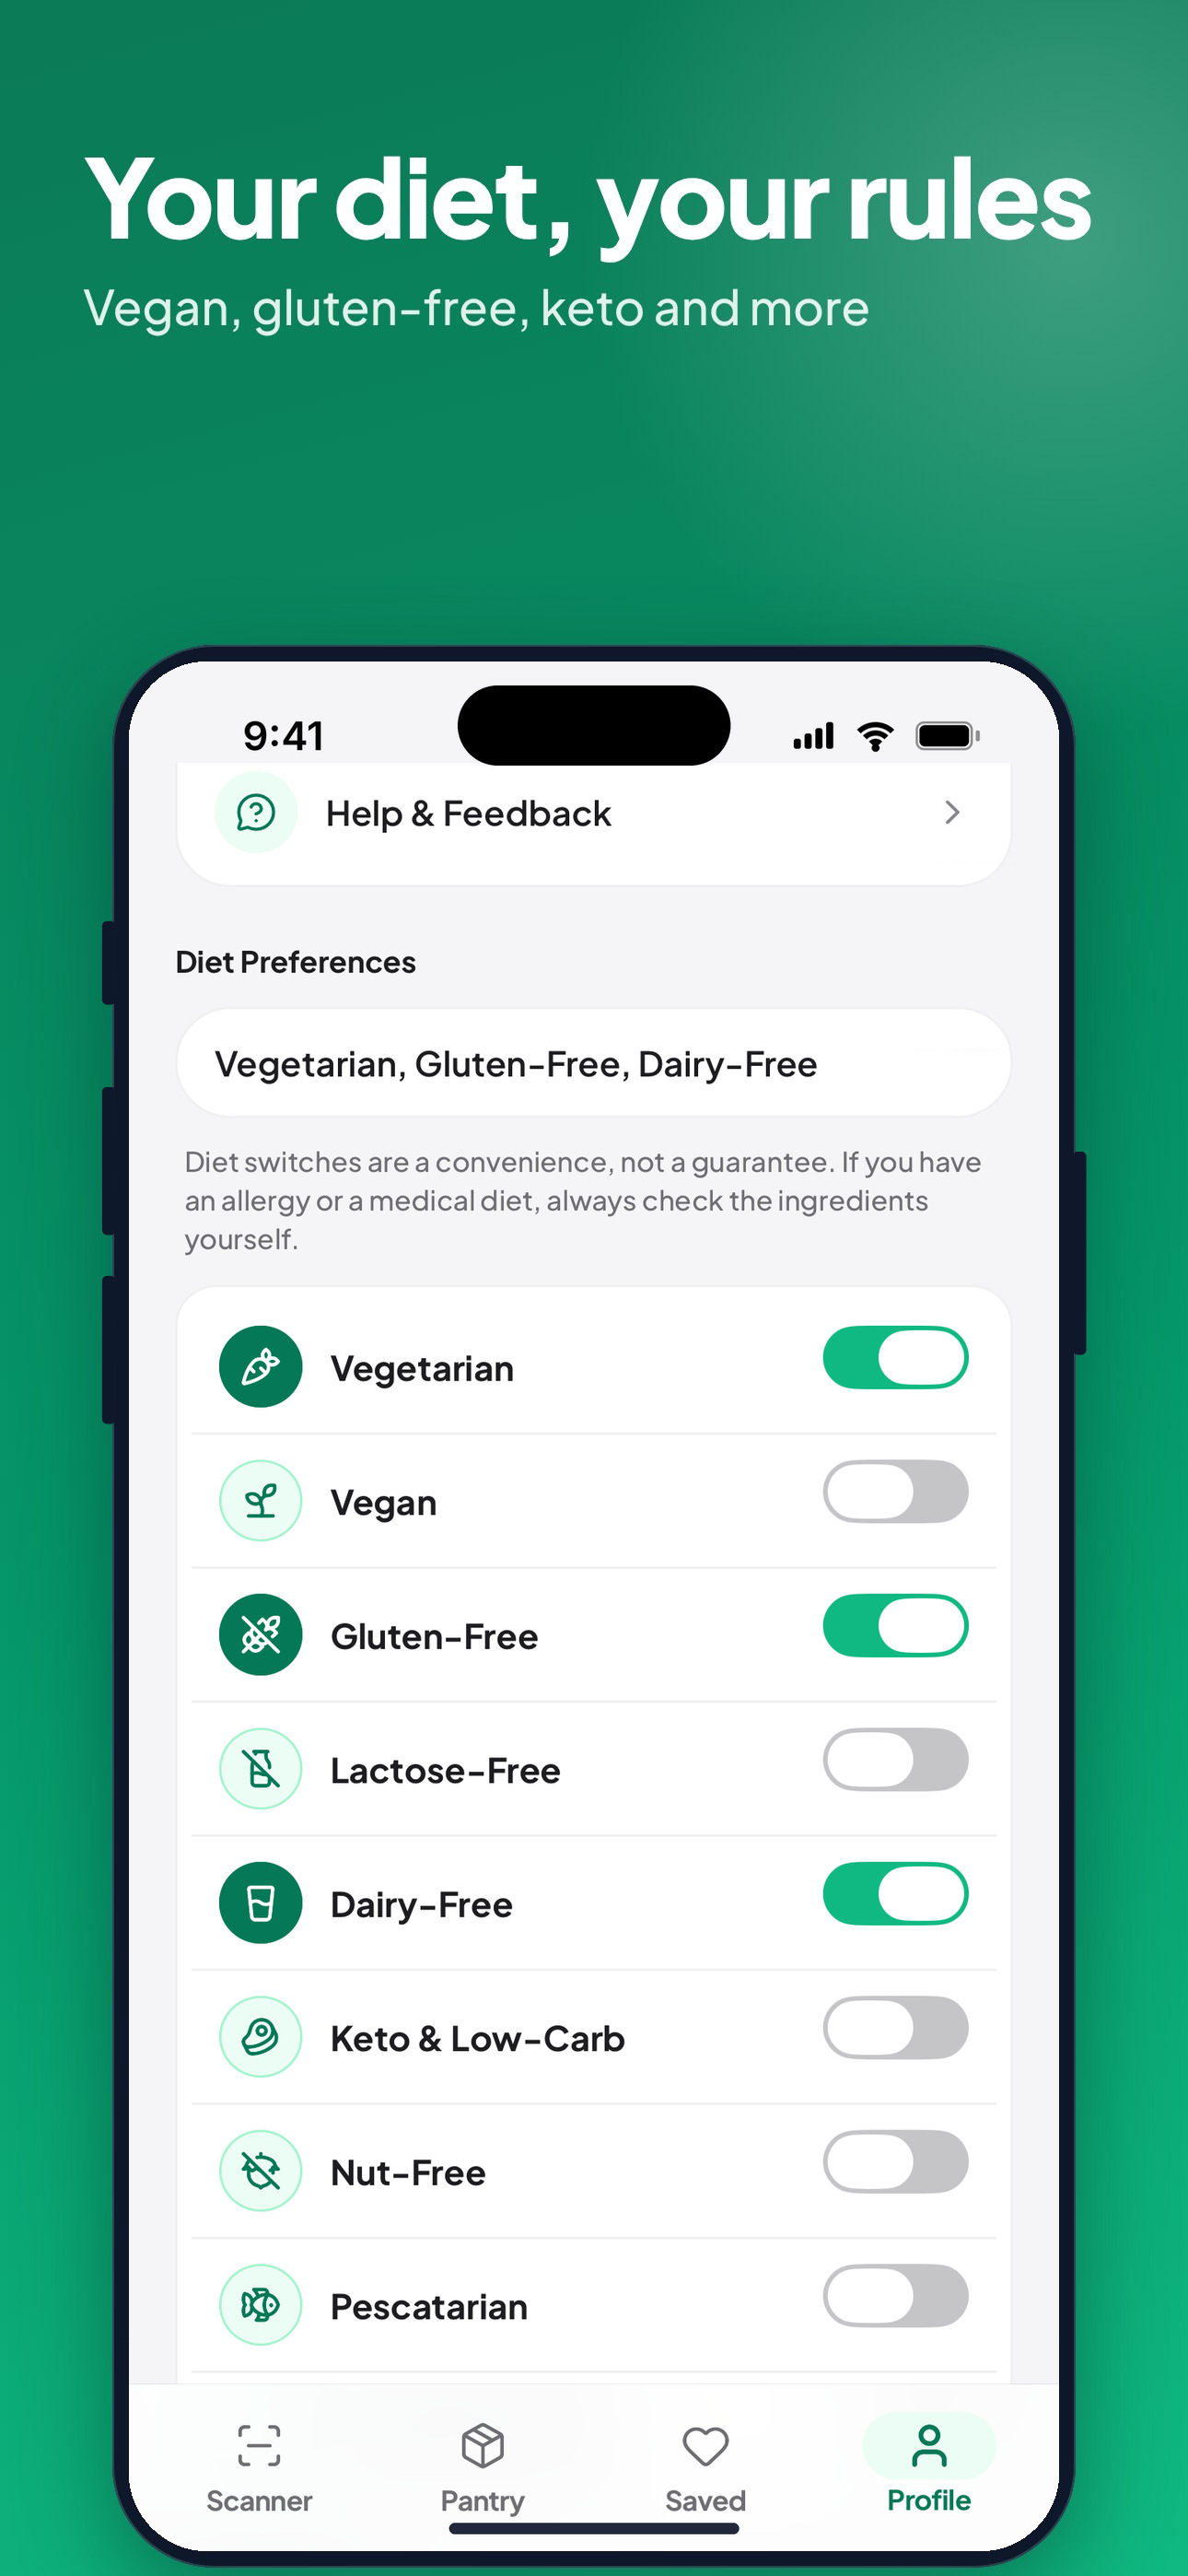 Your diet, your rules
Vegan, gluten-free, keto and more
9:41
Help & Feedback
Diet Preferences
Vegetarian, Gluten-Free, Dairy-Free
Diet switches are a convenience, not a guarantee. If you have
an allergy or a medical diet, always check the ingredients
yourself.
Vegetarian
Vegan
Gluten-Free
Lactose-Free
Dairy-Free
Keto & Low-Carb
Nut-Free
Pescatarian
Scanner
Pantry
Saved
Profile